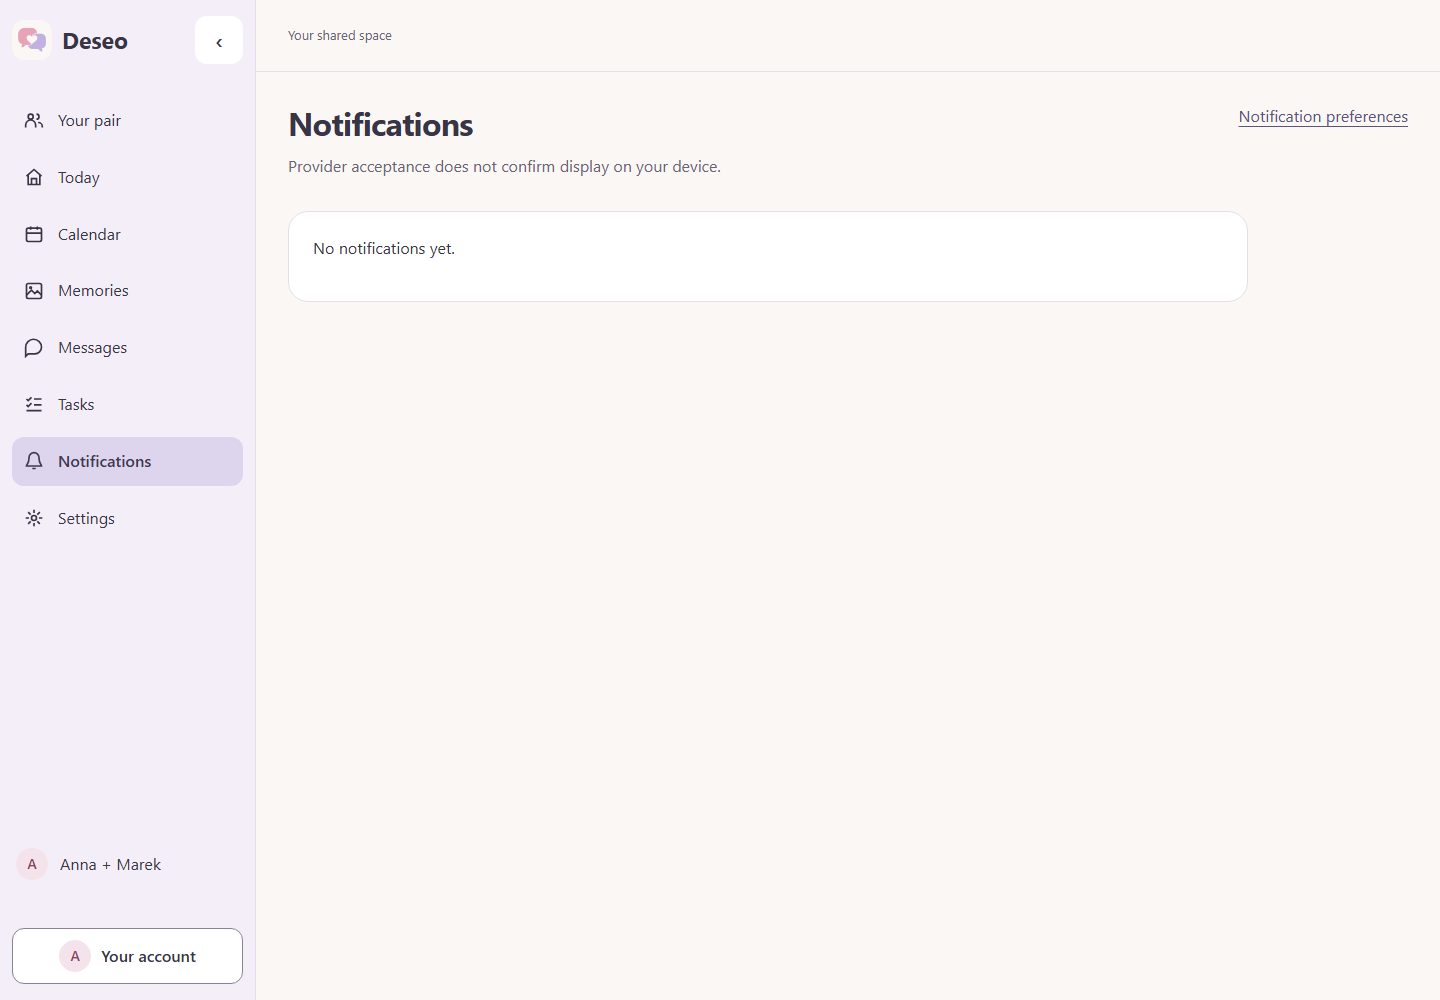 Deseo
‹
Your pair
Today
Calendar
Memories
Messages
Tasks
Notifications
Settings
A Anna + Marek
A Your account
Your shared space
Notifications
Notification preferences
Provider acceptance does not confirm display on your device.
No notifications yet.